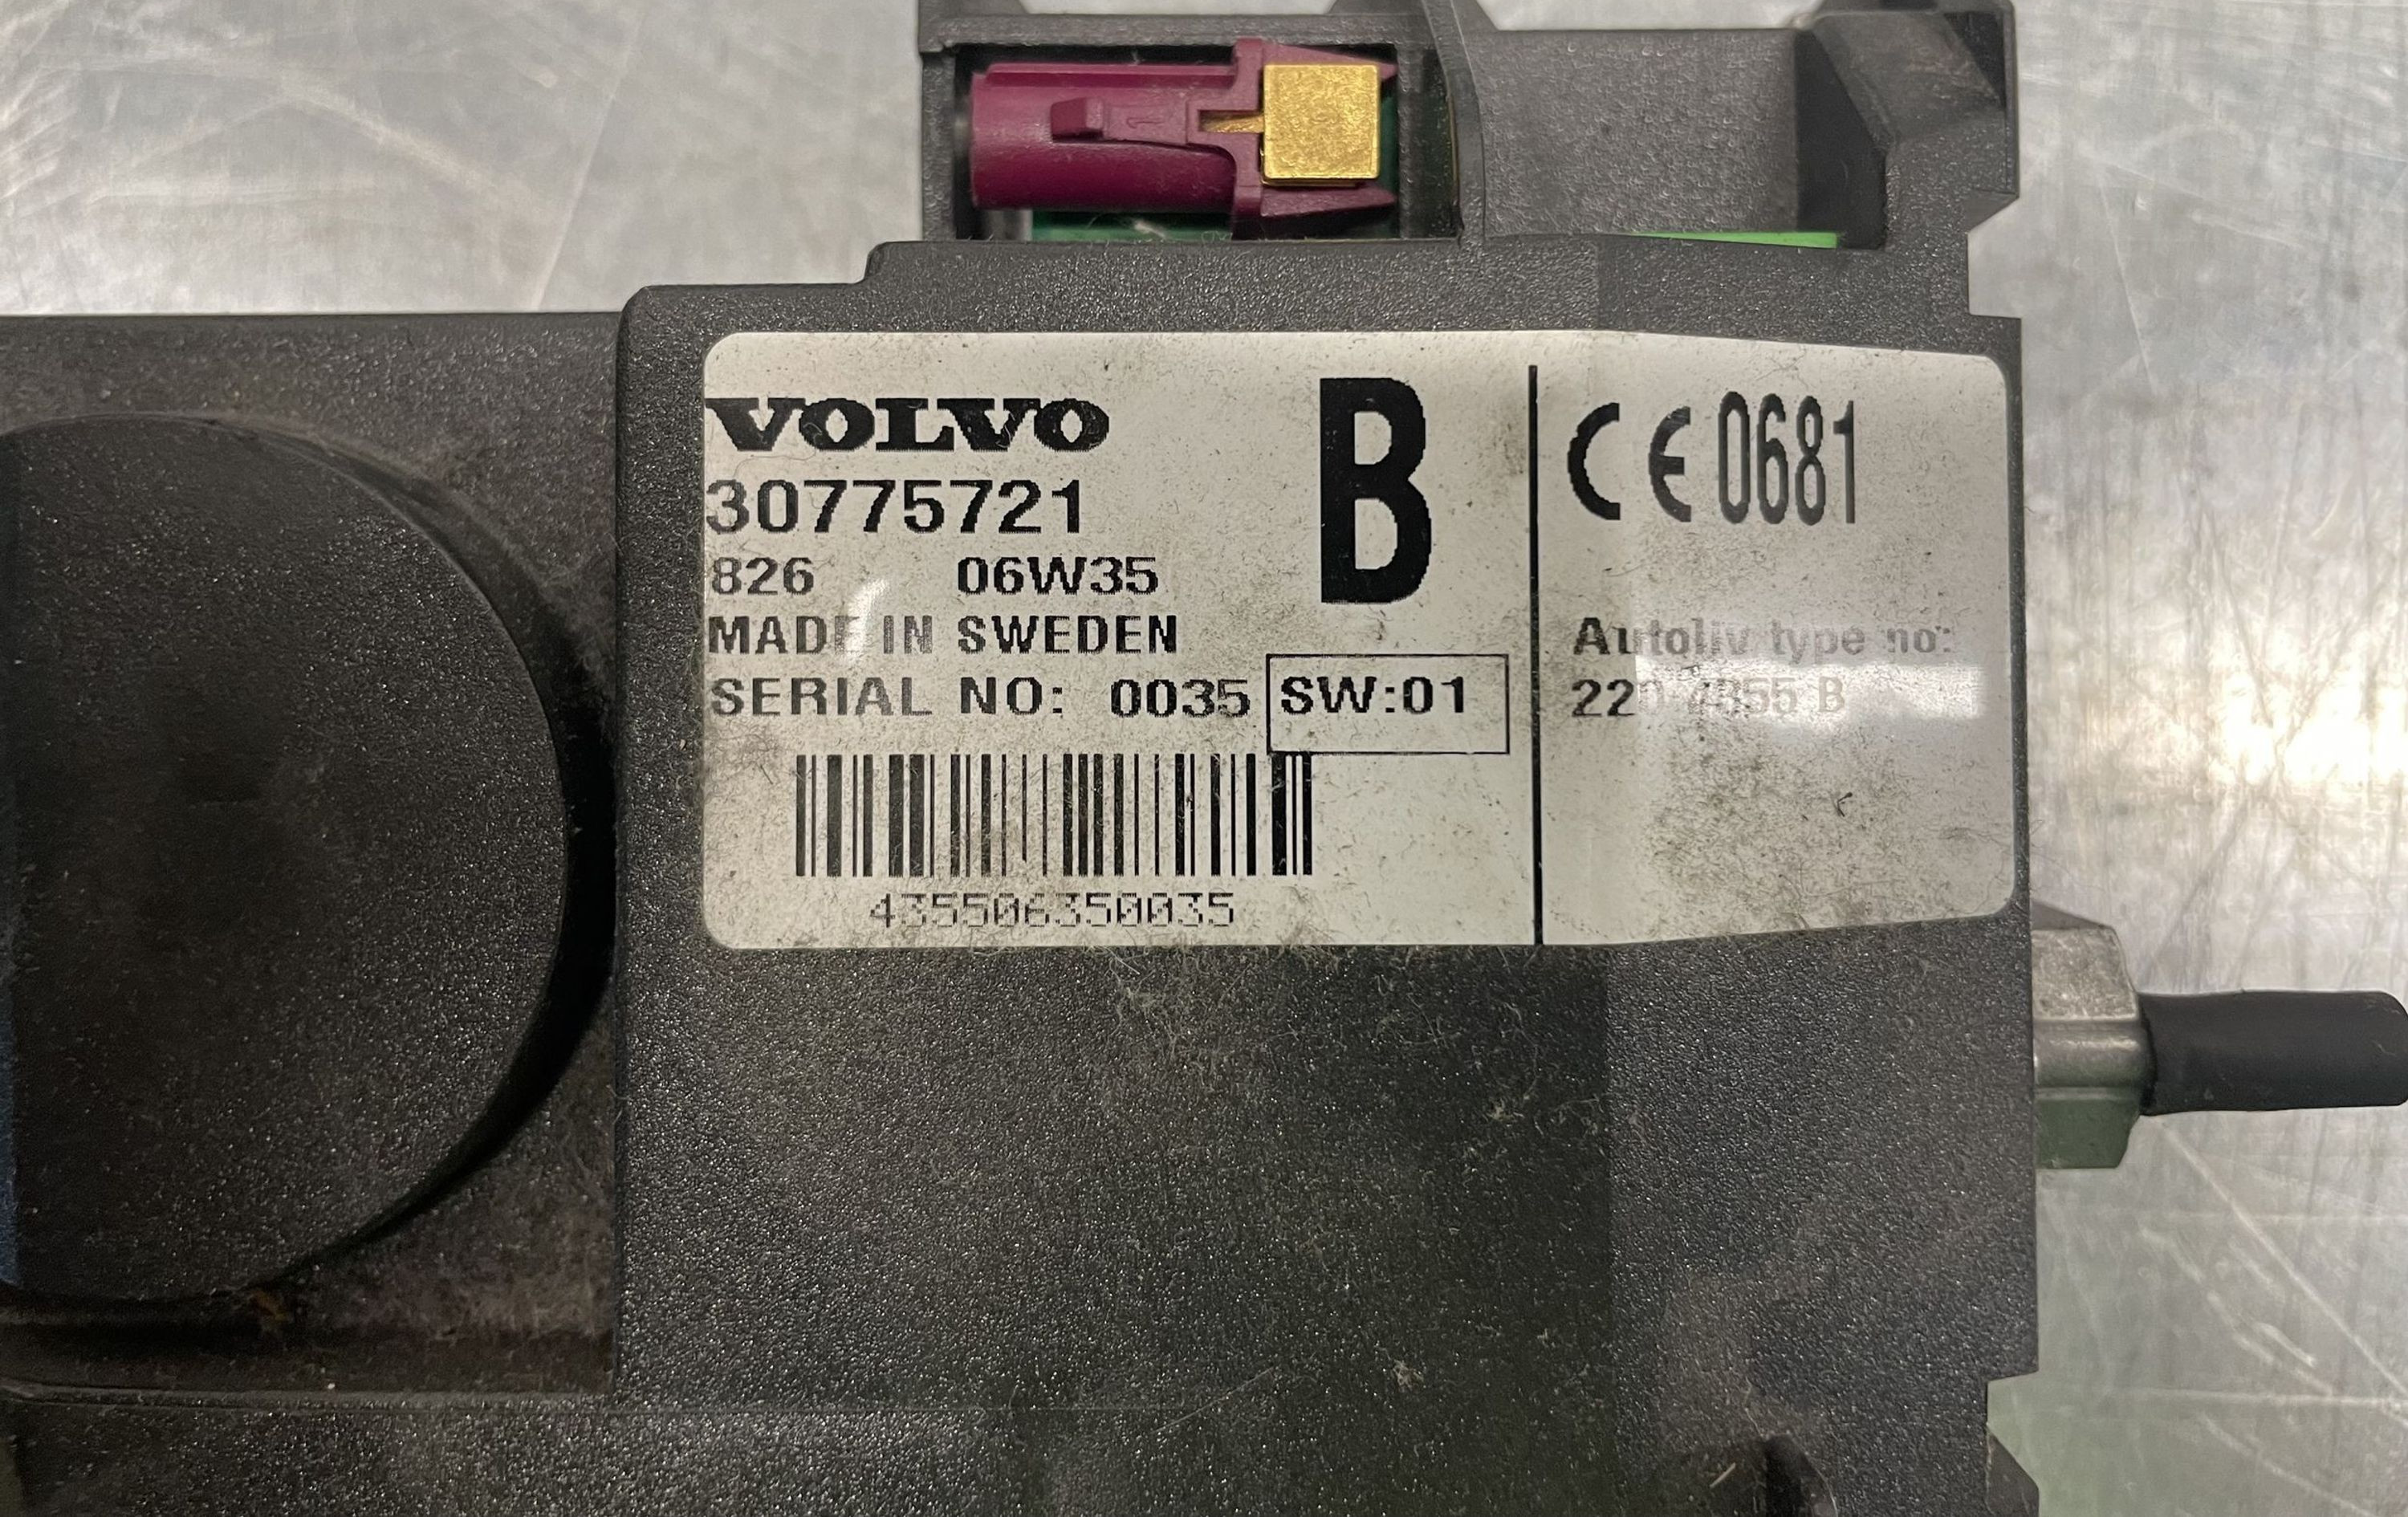 VOLVO
30775721
826 06W35
MADE IN SWEDEN
SERIAL NO: 0035
SW:01
435506350035
B
CE 0681
Autoliv type no:
B